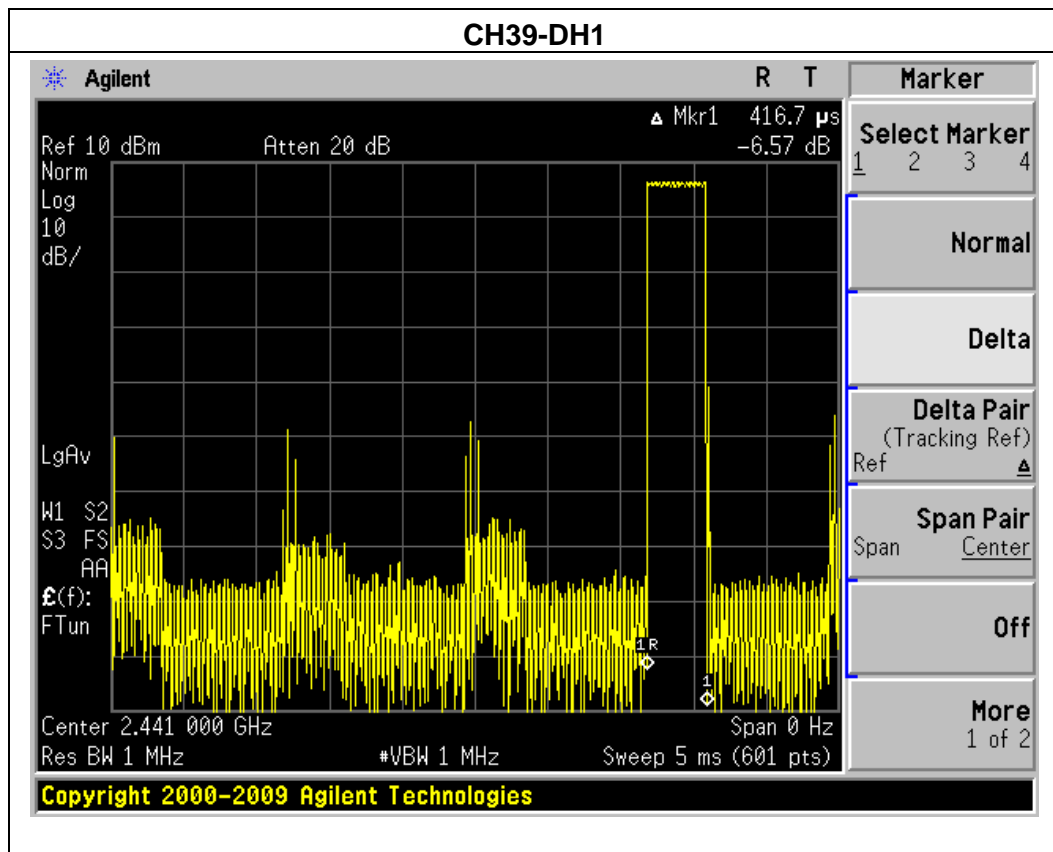 CH39-DH1
Agilent R T
Δ Mkr1 416.7 µs
Ref 10 dBm Atten 20 dB -6.57 dB
Norm
Log
10
dB/
LgAv
W1 S2
S3 FS
AA
£(f):
FTun
1R
1
Center 2.441 000 GHz Span 0 Hz
Res BW 1 MHz #VBW 1 MHz Sweep 5 ms (601 pts)
Copyright 2000-2009 Agilent Technologies
Marker
Select Marker
1 2 3 4
Normal
Delta
Delta Pair
(Tracking Ref)
Ref Δ
Span Pair
Span Center
Off
More
1 of 2